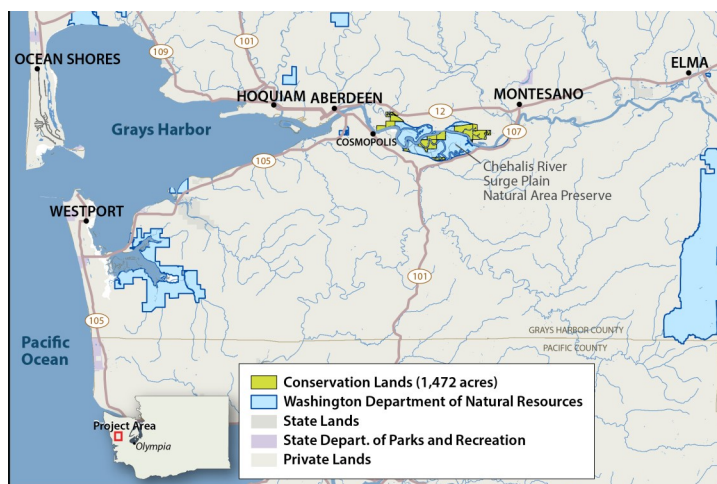 109
101
OCEAN SHORES
ELMA
HOQUIAM
ABERDEEN
MONTESANO
12
Grays Harbor
COSMOPOLIS
107
105
Chehalis River
Surge Plain
Natural Area Preserve
WESTPORT
101
105
GRAYS HARBOR COUNTY
PACIFIC COUNTY
Pacific
Ocean
Conservation Lands (1,472 acres)
Washington Department of Natural Resources
State Lands
State Depart. of Parks and Recreation
Private Lands
Project Area
Olympia